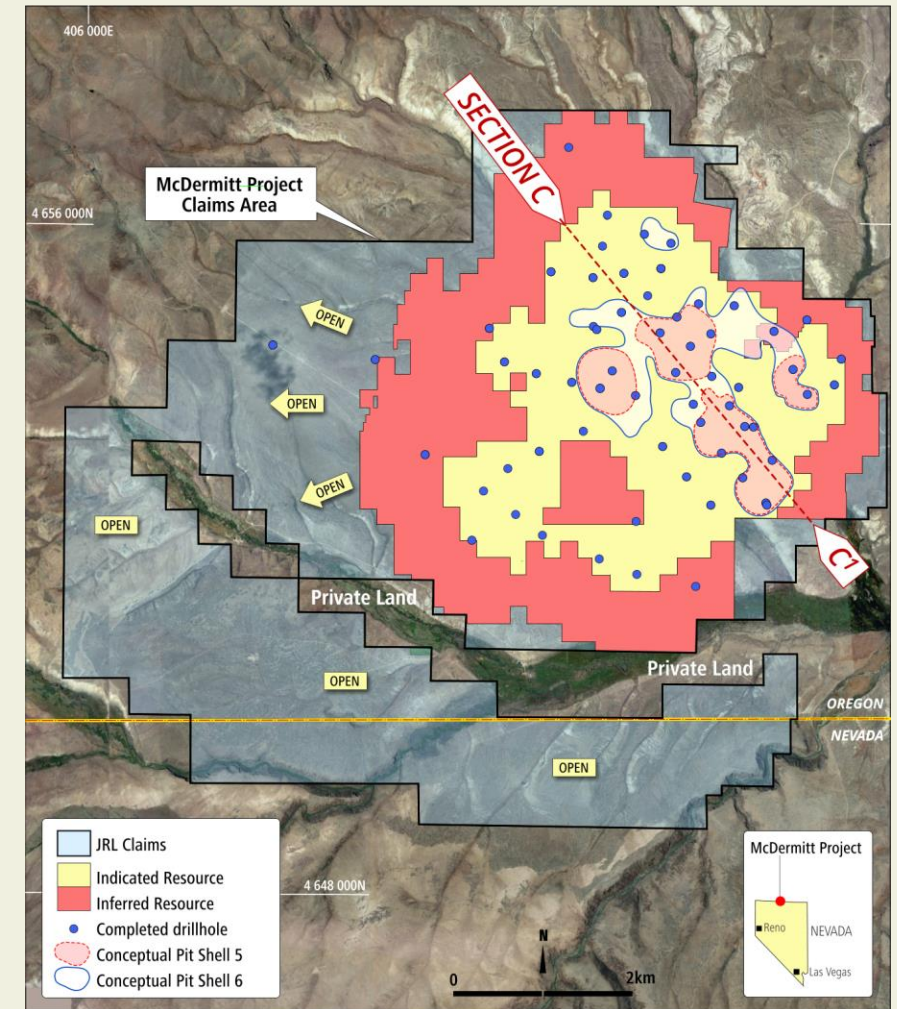 406 000E
SECTION C
McDermitt Project
Claims Area
4 656 000N
OPEN
OPEN
OPEN
OPEN
C¹
Private Land
Private Land
OPEN
OREGON
NEVADA
OPEN
JRL Claims
Indicated Resource
Inferred Resource
Completed drillhole
Conceptual Pit Shell 5
Conceptual Pit Shell 6
4 648 000N
N
0 2km
McDermitt Project
Reno
NEVADA
Las Vegas